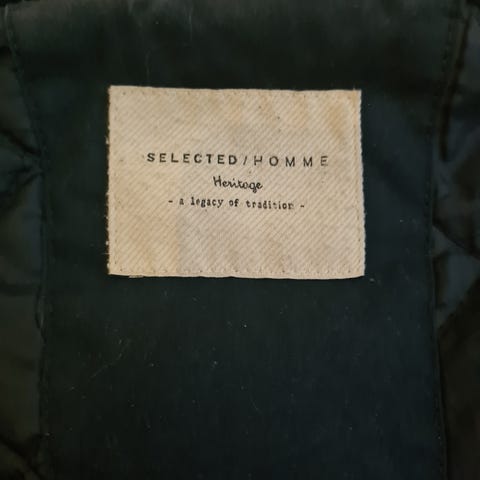 SELECTED/HOMME
Heritage
- a legacy of tradition -